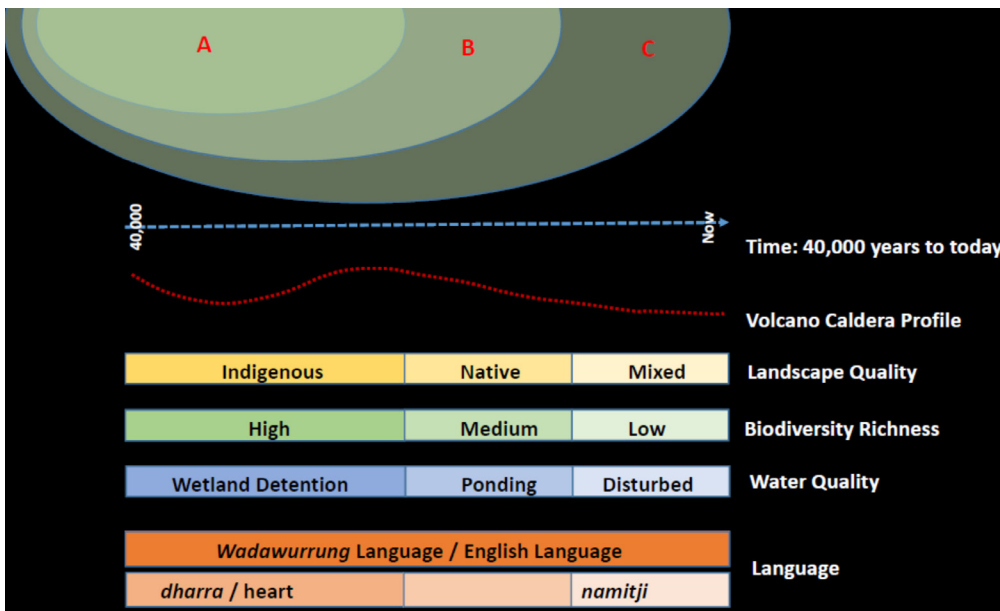 A B C
40,000
Now
Time: 40,000 years to today
Volcano Caldera Profile
Indigenous Native Mixed Landscape Quality
High Medium Low Biodiversity Richness
Wetland Detention Ponding Disturbed Water Quality
Wadawurrung Language / English Language
Language
dharra / heart namitji